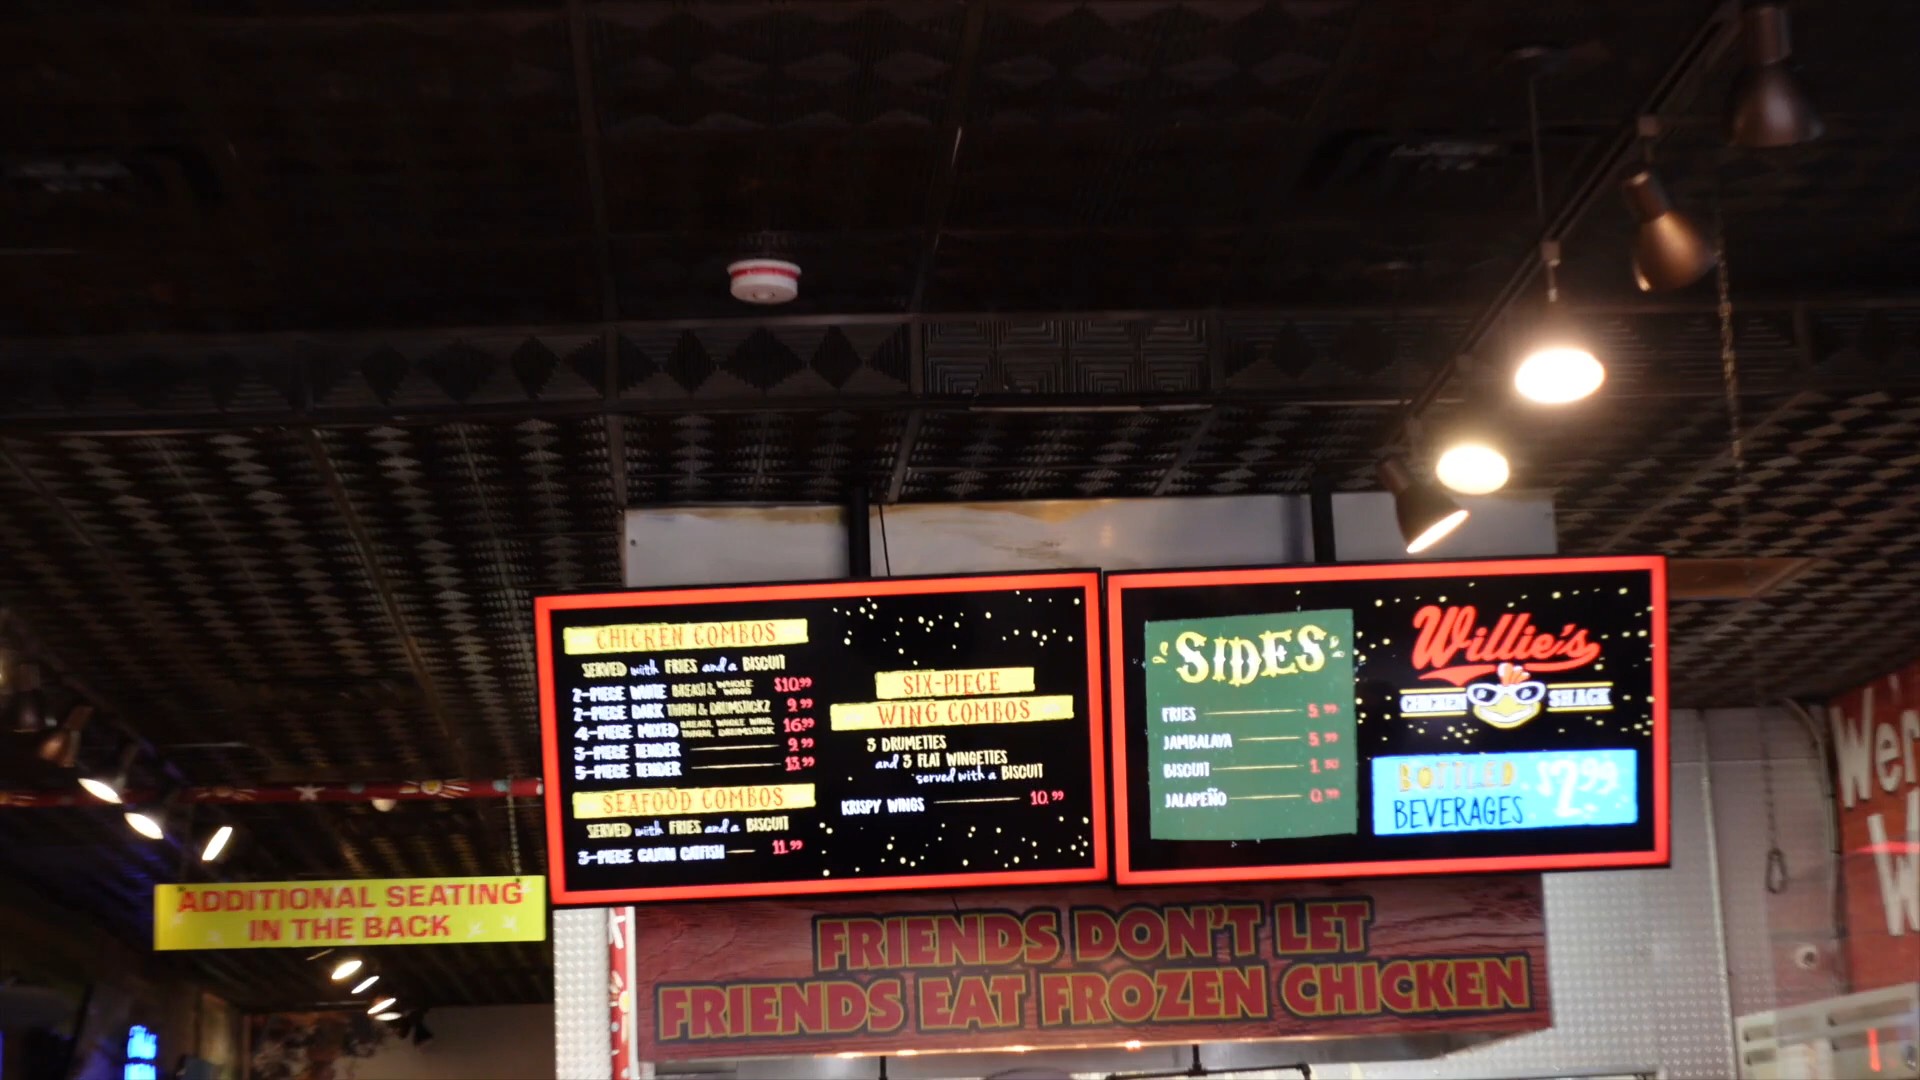 CHICKEN COMBOS
SERVED with FRIES and a BISCUIT
2-PIECE WHITE BREAST & WHOLE WING $10.99
2-PIECE DARK THIGH & DRUMSTICKZ 9.99
4-PIECE MIXED BREAST, WHOLE WING, THIGH, DRUMSTICK 16.99
3-PIECE TENDER 9.99
5-PIECE TENDER 13.99
SEAFOOD COMBOS
SERVED with FRIES and a BISCUIT
3-PIECE CAJUN CATFISH 11.99
SIX-PIECE
WING COMBOS
3 DRUMETTES
and 3 FLAT WINGETTES
served with a BISCUIT
KRISPY WINGS 10.99
SIDES
FRIES 5.99
JAMBALAYA 5.99
BISCUIT
JALAPEÑO 0.99
Willie's
CHICKEN SHACK
BOTTLED $2.99
BEVERAGES
ADDITIONAL SEATING
IN THE BACK
FRIENDS DON'T LET
FRIENDS EAT FROZEN CHICKEN